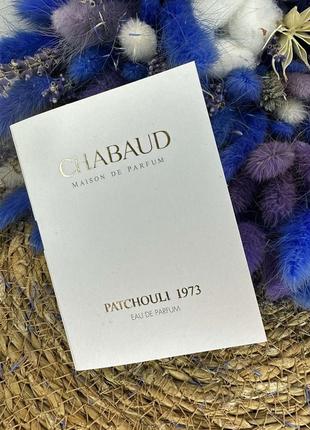 CHABAUD
MAISON DE PARFUM
PATCHOULI 1973
EAU DE PARFUM